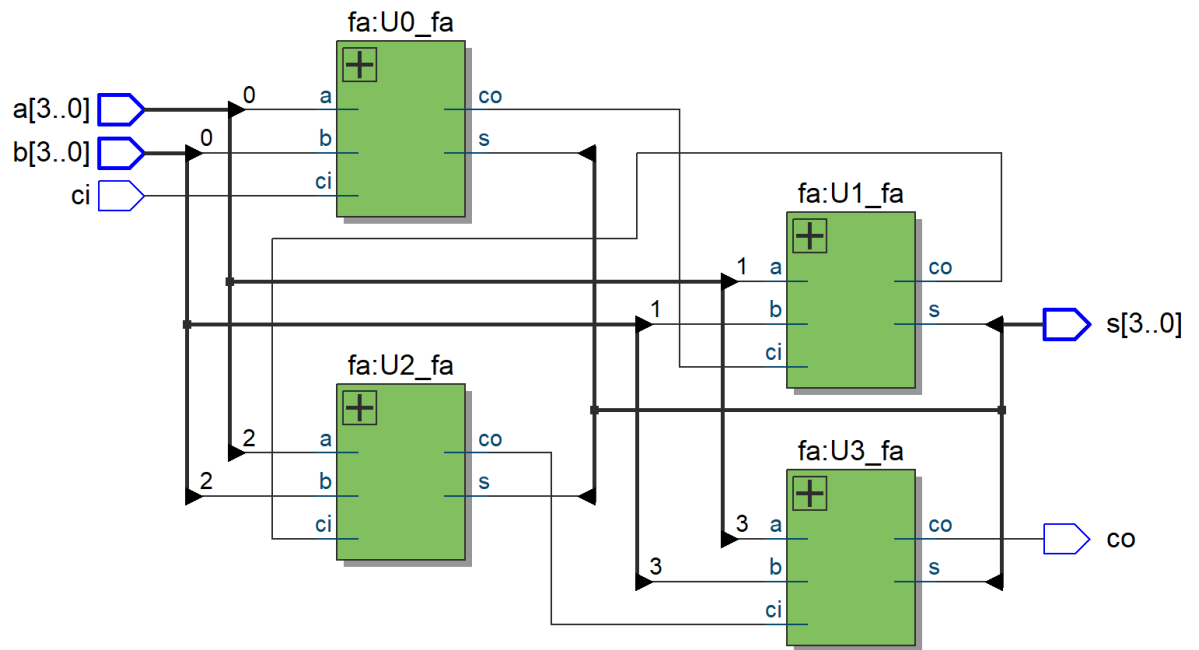 fa:U0_fa
a[3..0]
0
a
co
b[3..0]
0
b
s
ci
ci
fa:U1_fa
1
a
co
1
b
s
s[3..0]
ci
fa:U2_fa
2
a
co
2
b
s
ci
fa:U3_fa
3
a
co
co
3
b
s
ci